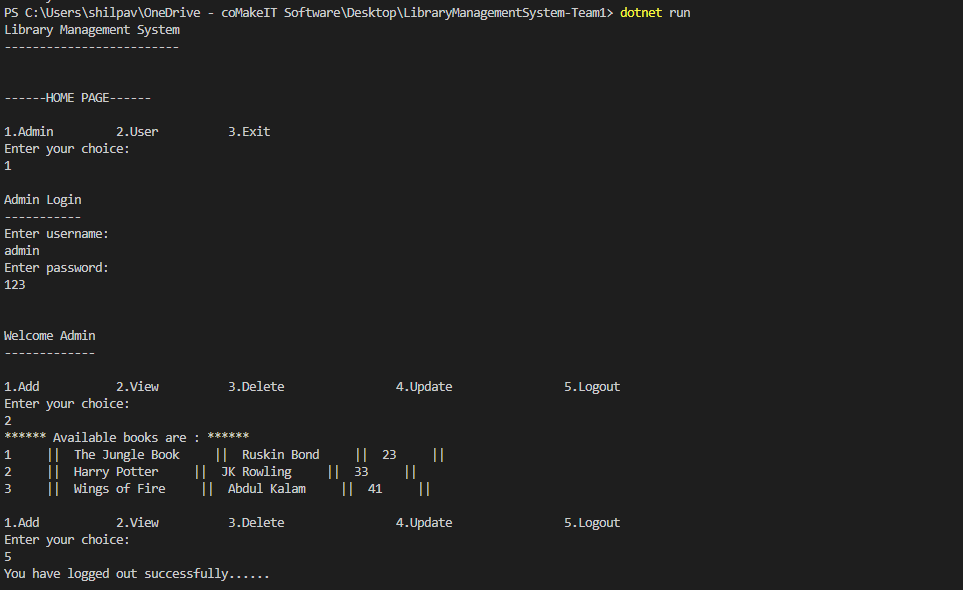 PS C:\Users\shilpav\OneDrive - coMakeIT Software\Desktop\LibraryManagementSystem-Team1> dotnet run
Library Management System
-------------------------
------HOME PAGE------
1.Admin         2.User          3.Exit
Enter your choice:
1
Admin Login
-----------
Enter username:
admin
Enter password:
123
Welcome Admin
-------------
1.Add           2.View          3.Delete                4.Update                5.Logout
Enter your choice:
2
****** Available books are : ******
1     ||  The Jungle Book     ||  Ruskin Bond     ||  23     ||
2     ||  Harry Potter     ||  JK Rowling     ||  33     ||
3     ||  Wings of Fire     ||  Abdul Kalam     ||  41     ||
1.Add           2.View          3.Delete                4.Update                5.Logout
Enter your choice:
5
You have logged out successfully......